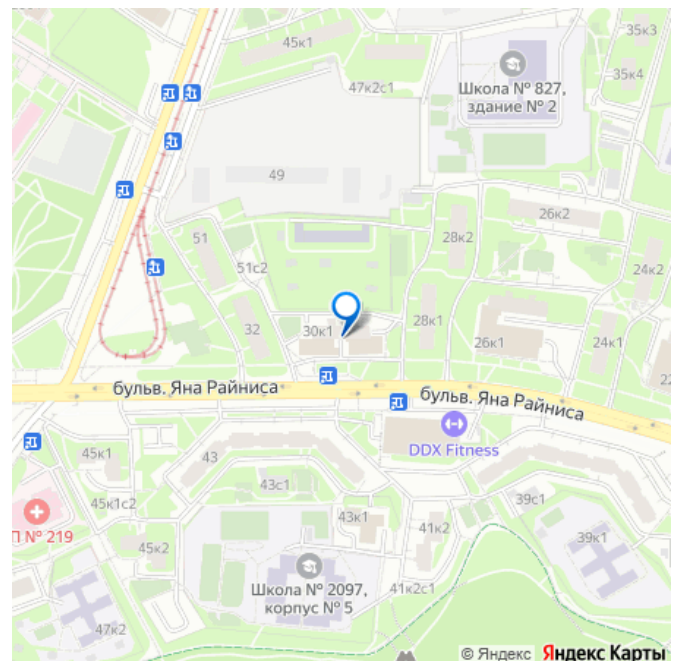 45к1
35к3
35к4
47к2с1
Школа № 827,
здание № 2
49
26к2
51
28к2
24к2
51с2
32
30к1
28к1
26к1
24к1
22
бульв. Яна Райниса
бульв. Яна Райниса
DDX Fitness
45к1
43
43с1
39с1
45к1с2
П № 219
43к1
41к2
39к1
45к2
Школа № 2097,
корпус № 5
41к2с1
47к2
© Яндекс Яндекс Карты